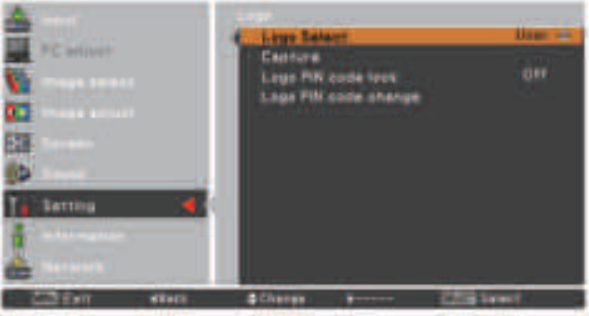 Input
PC adjust
Image select
Image adjust
Screen
Sound
Setting
Information
Network
Logo
Logo Select User
Capture
Logo PIN code lock Off
Logo PIN code change
Exit Back Change ----- Select